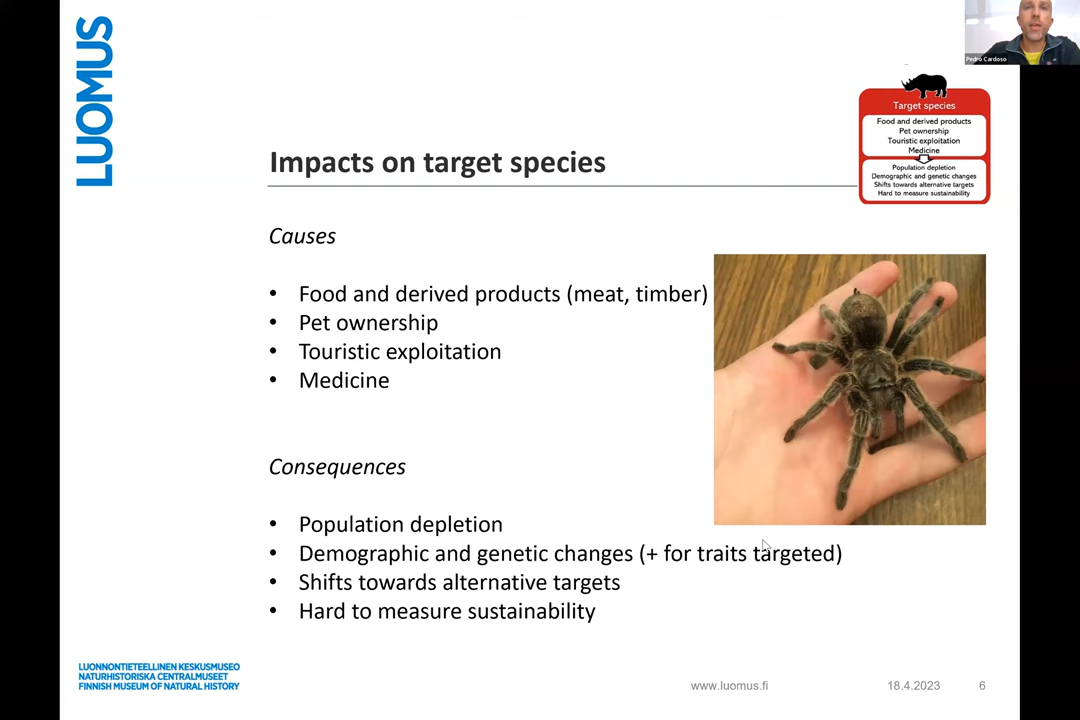 LUOMUS
Pedro Cardoso
Target species
Food and derived products
Pet ownership
Touristic exploitation
Medicine
Population depletion
Demographic and genetic changes
Shifts towards alternative targets
Hard to measure sustainability
Impacts on target species
Causes
• Food and derived products (meat, timber)
• Pet ownership
• Touristic exploitation
• Medicine
Consequences
• Population depletion
• Demographic and genetic changes (+ for traits targeted)
• Shifts towards alternative targets
• Hard to measure sustainability
LUONNONTIETEELLINEN KESKUSMUSEO
NATURHISTORISKA CENTRALMUSEET
FINNISH MUSEUM OF NATURAL HISTORY
www.luomus.fi
18.4.2023
6